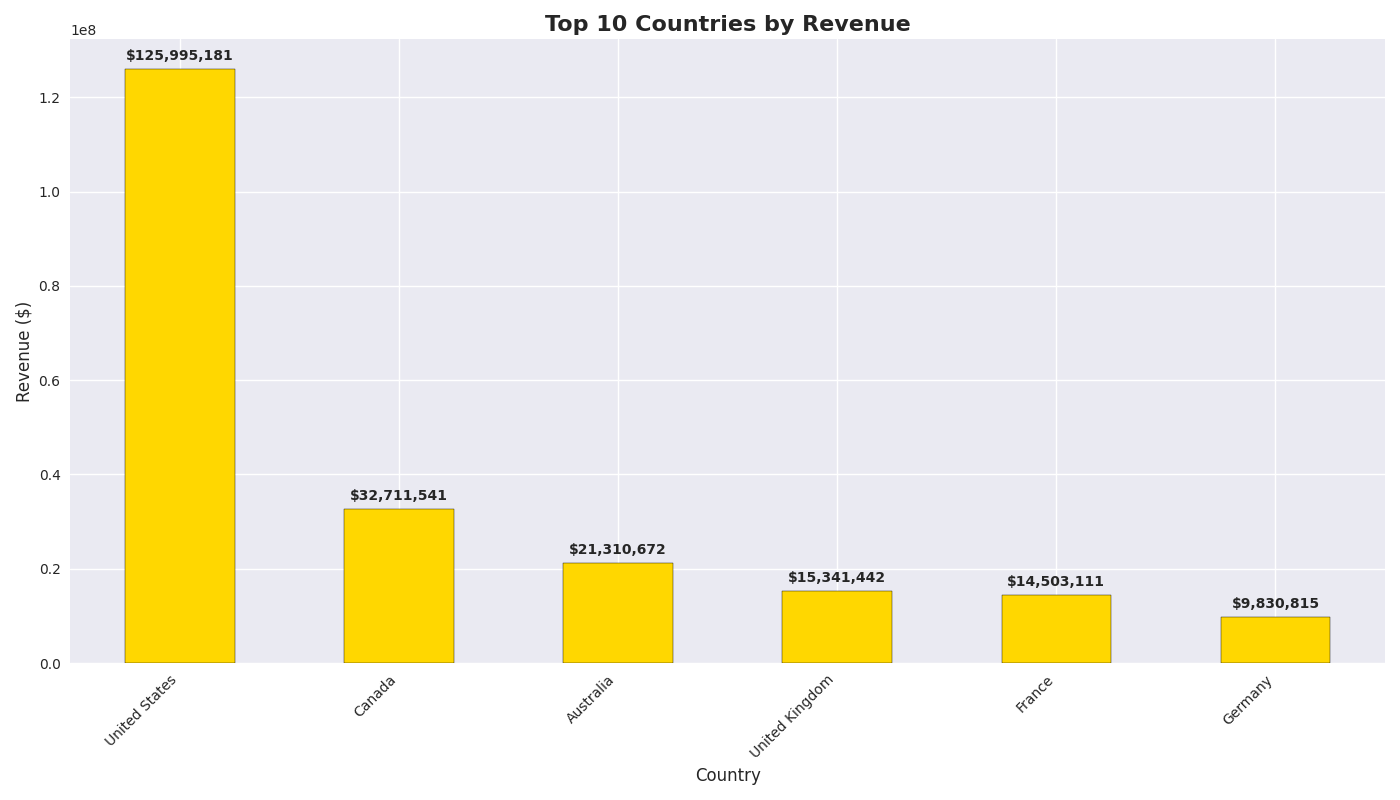 Top 10 Countries by Revenue
1e8
$125,995,181
1.2
1.0
0.8
0.6
0.4
0.2
0.0
Revenue ($)
$32,711,541
$21,310,672
$15,341,442
$14,503,111
$9,830,815
United States
Canada
Australia
United Kingdom
France
Germany
Country